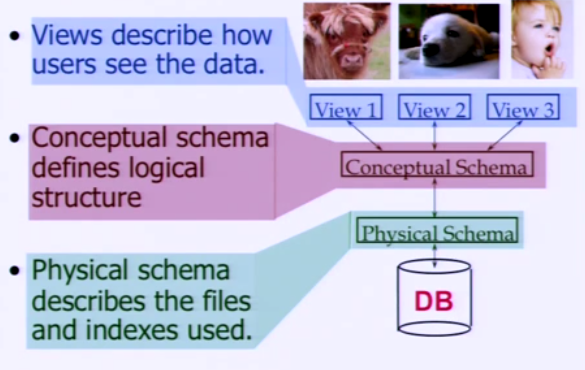 • Views describe how
users see the data.
View 1 View 2 View 3
• Conceptual schema
defines logical
structure
Conceptual Schema
Physical Schema
• Physical schema
describes the files
and indexes used.
DB